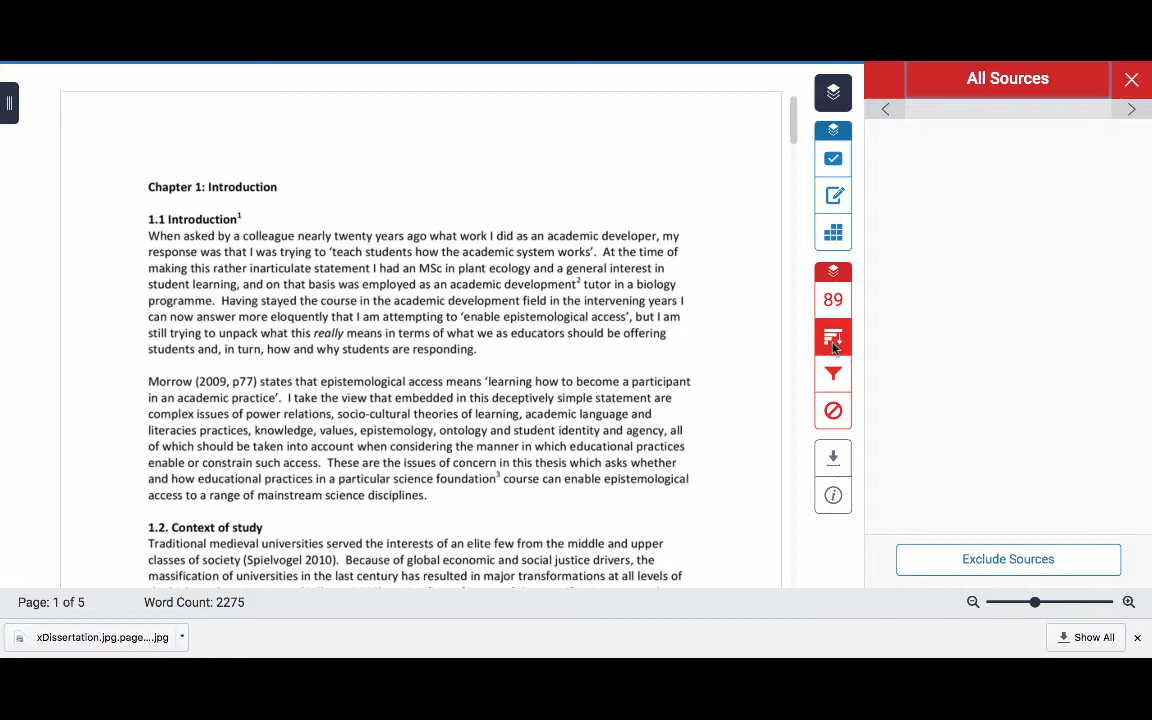 All Sources
Chapter 1: Introduction
1.1 Introduction1
When asked by a colleague nearly twenty years ago what work I did as an academic developer, my
response was that I was trying to ‘teach students how the academic system works’. At the time of
making this rather inarticulate statement I had an MSc in plant ecology and a general interest in
student learning, and on that basis was employed as an academic development2 tutor in a biology
programme. Having stayed the course in the academic development field in the intervening years I
can now answer more eloquently that I am attempting to ‘enable epistemological access’, but I am
still trying to unpack what this really means in terms of what we as educators should be offering
students and, in turn, how and why students are responding.
Morrow (2009, p77) states that epistemological access means ‘learning how to become a participant
in an academic practice’. I take the view that embedded in this deceptively simple statement are
complex issues of power relations, socio-cultural theories of learning, academic language and
literacies practices, knowledge, values, epistemology, ontology and student identity and agency, all
of which should be taken into account when considering the manner in which educational practices
enable or constrain such access. These are the issues of concern in this thesis which asks whether
and how educational practices in a particular science foundation3 course can enable epistemological
access to a range of mainstream science disciplines.
1.2. Context of study
Traditional medieval universities served the interests of an elite few from the middle and upper
classes of society (Spielvogel 2010). Because of global economic and social justice drivers, the
massification of universities in the last century has resulted in major transformations at all levels of
89
Exclude Sources
Page: 1 of 5 Word Count: 2275
xDissertation.jpg.page....jpg
Show All